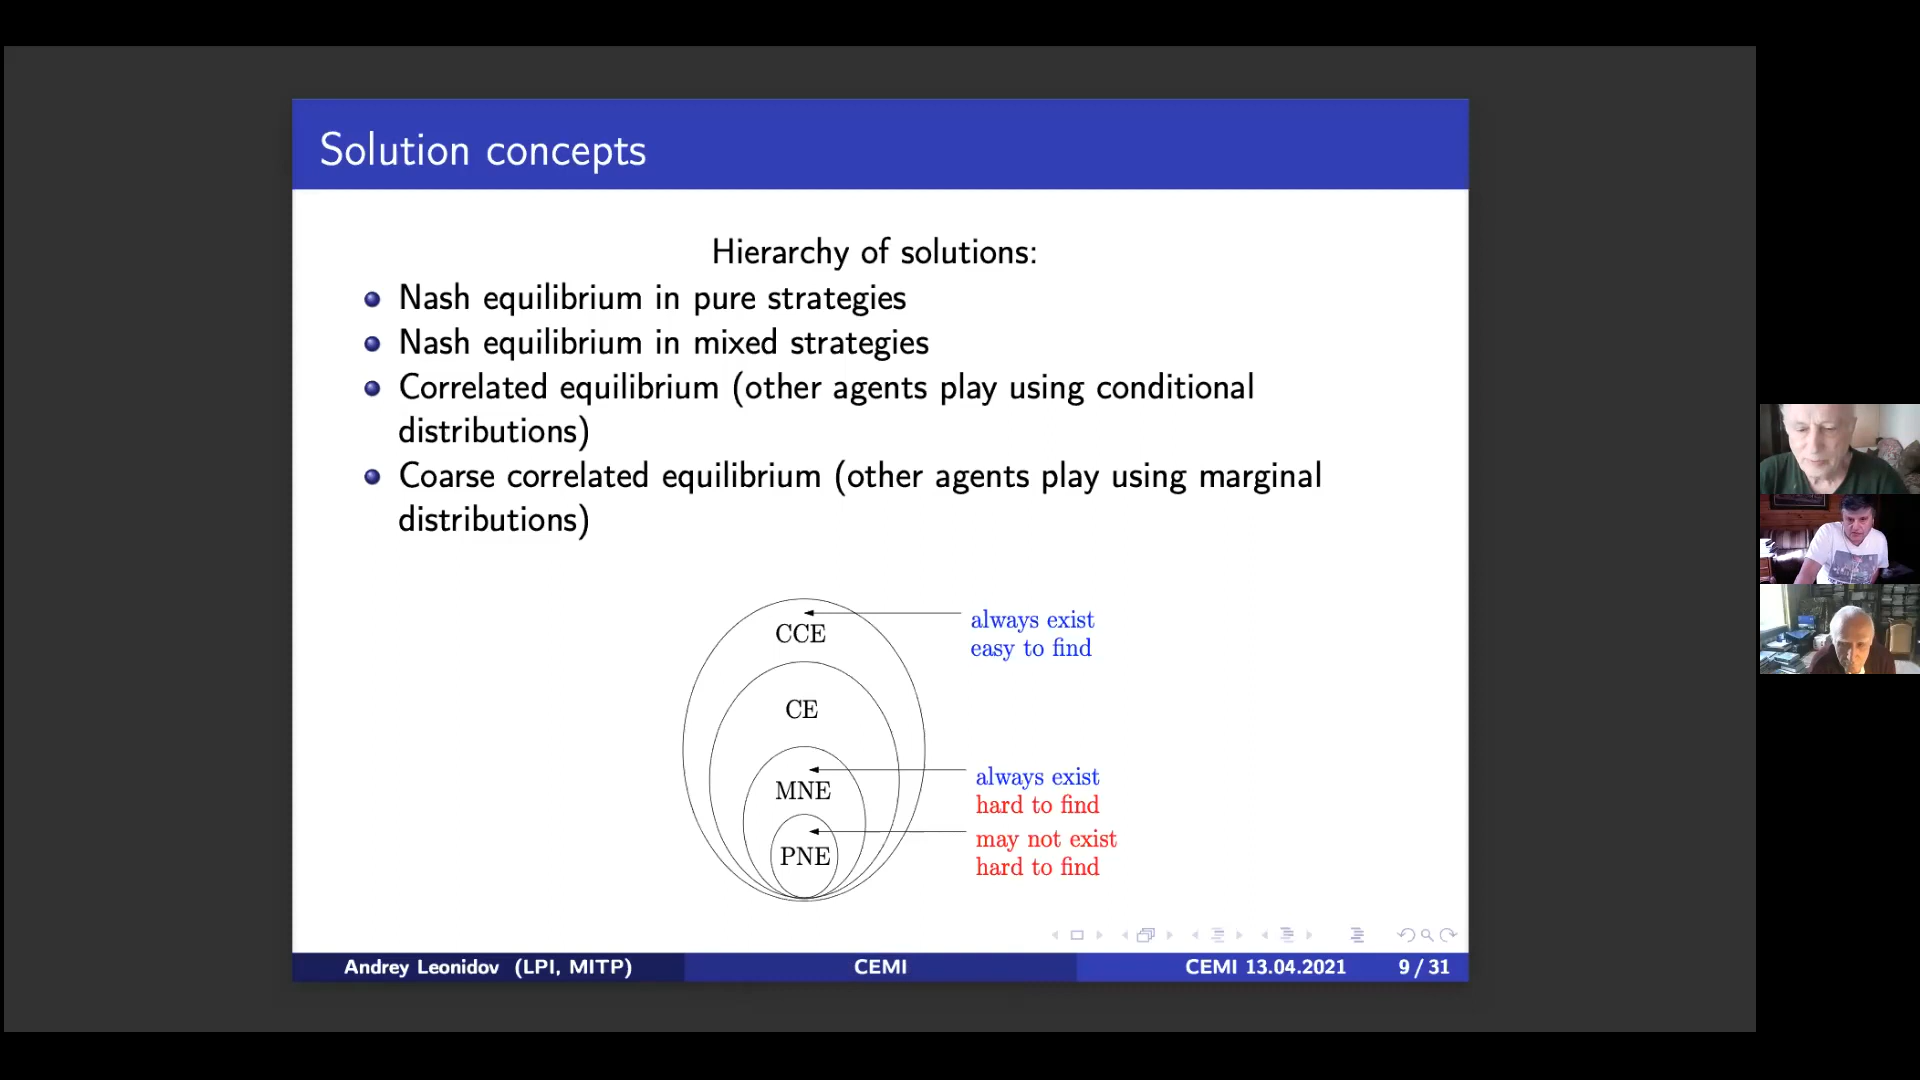 Solution concepts
Hierarchy of solutions:
Nash equilibrium in pure strategies
Nash equilibrium in mixed strategies
Correlated equilibrium (other agents play using conditional
distributions)
Coarse correlated equilibrium (other agents play using marginal
distributions)
CCE
always exist
easy to find
CE
MNE
always exist
hard to find
PNE
may not exist
hard to find
Andrey Leonidov (LPI, MITP)
CEMI
CEMI 13.04.2021
9 / 31